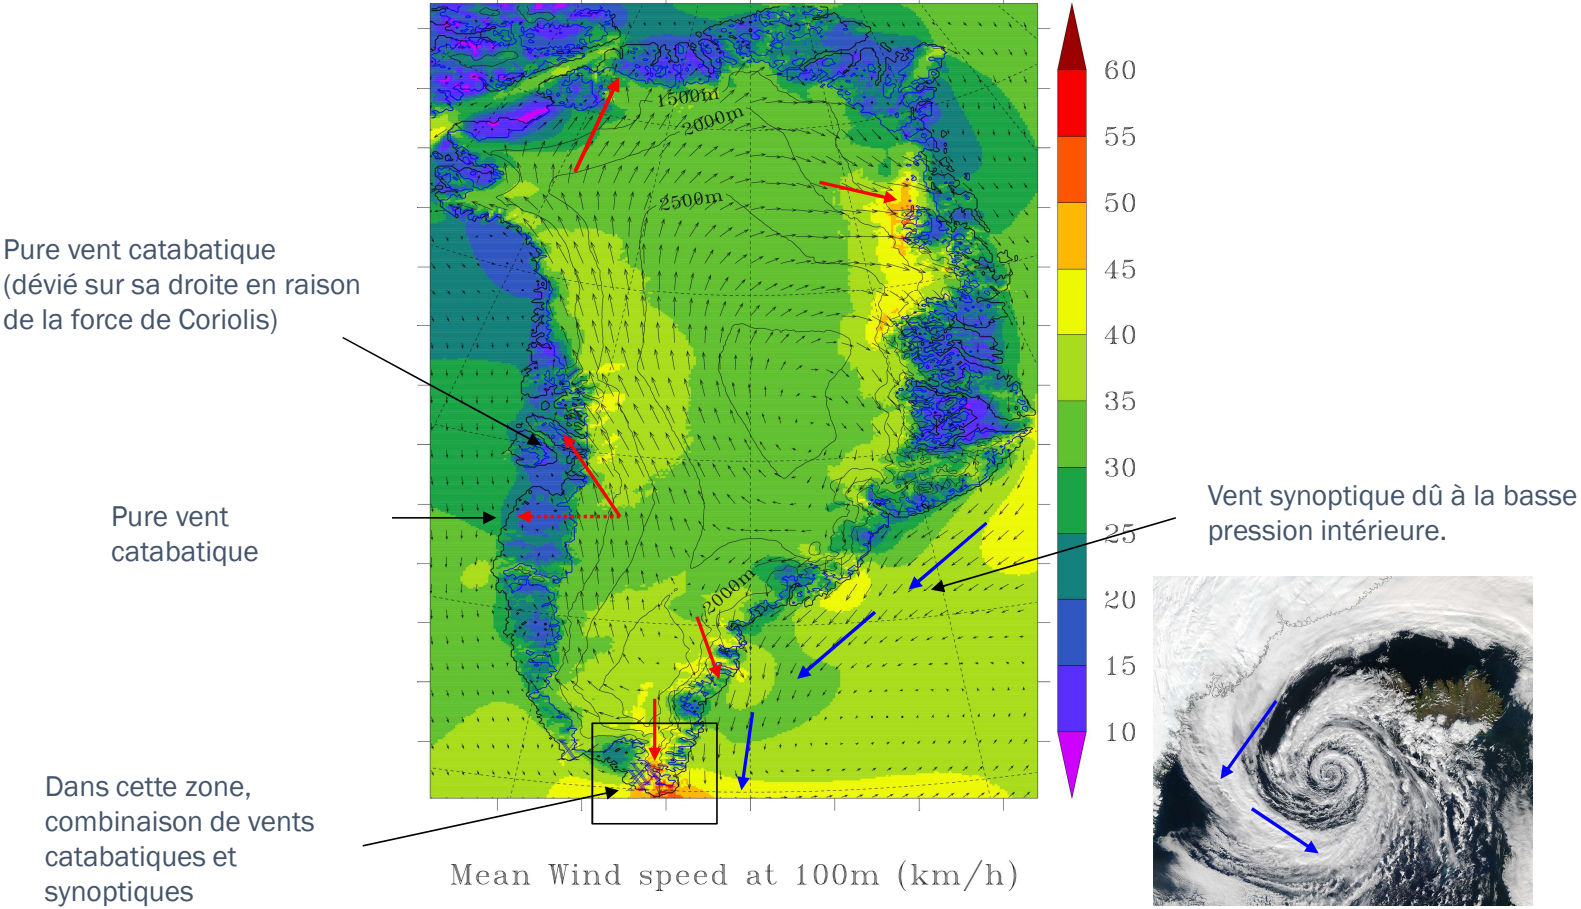 1500m
2000m
2500m
2000m
60
55
50
45
40
35
30
25
20
15
10
Pure vent catabatique
(dévié sur sa droite en raison
de la force de Coriolis)
Pure vent
catabatique
Vent synoptique dû à la basse
pression intérieure.
Dans cette zone,
combinaison de vents
catabatiques et
synoptiques
Mean Wind speed at 100m (km/h)